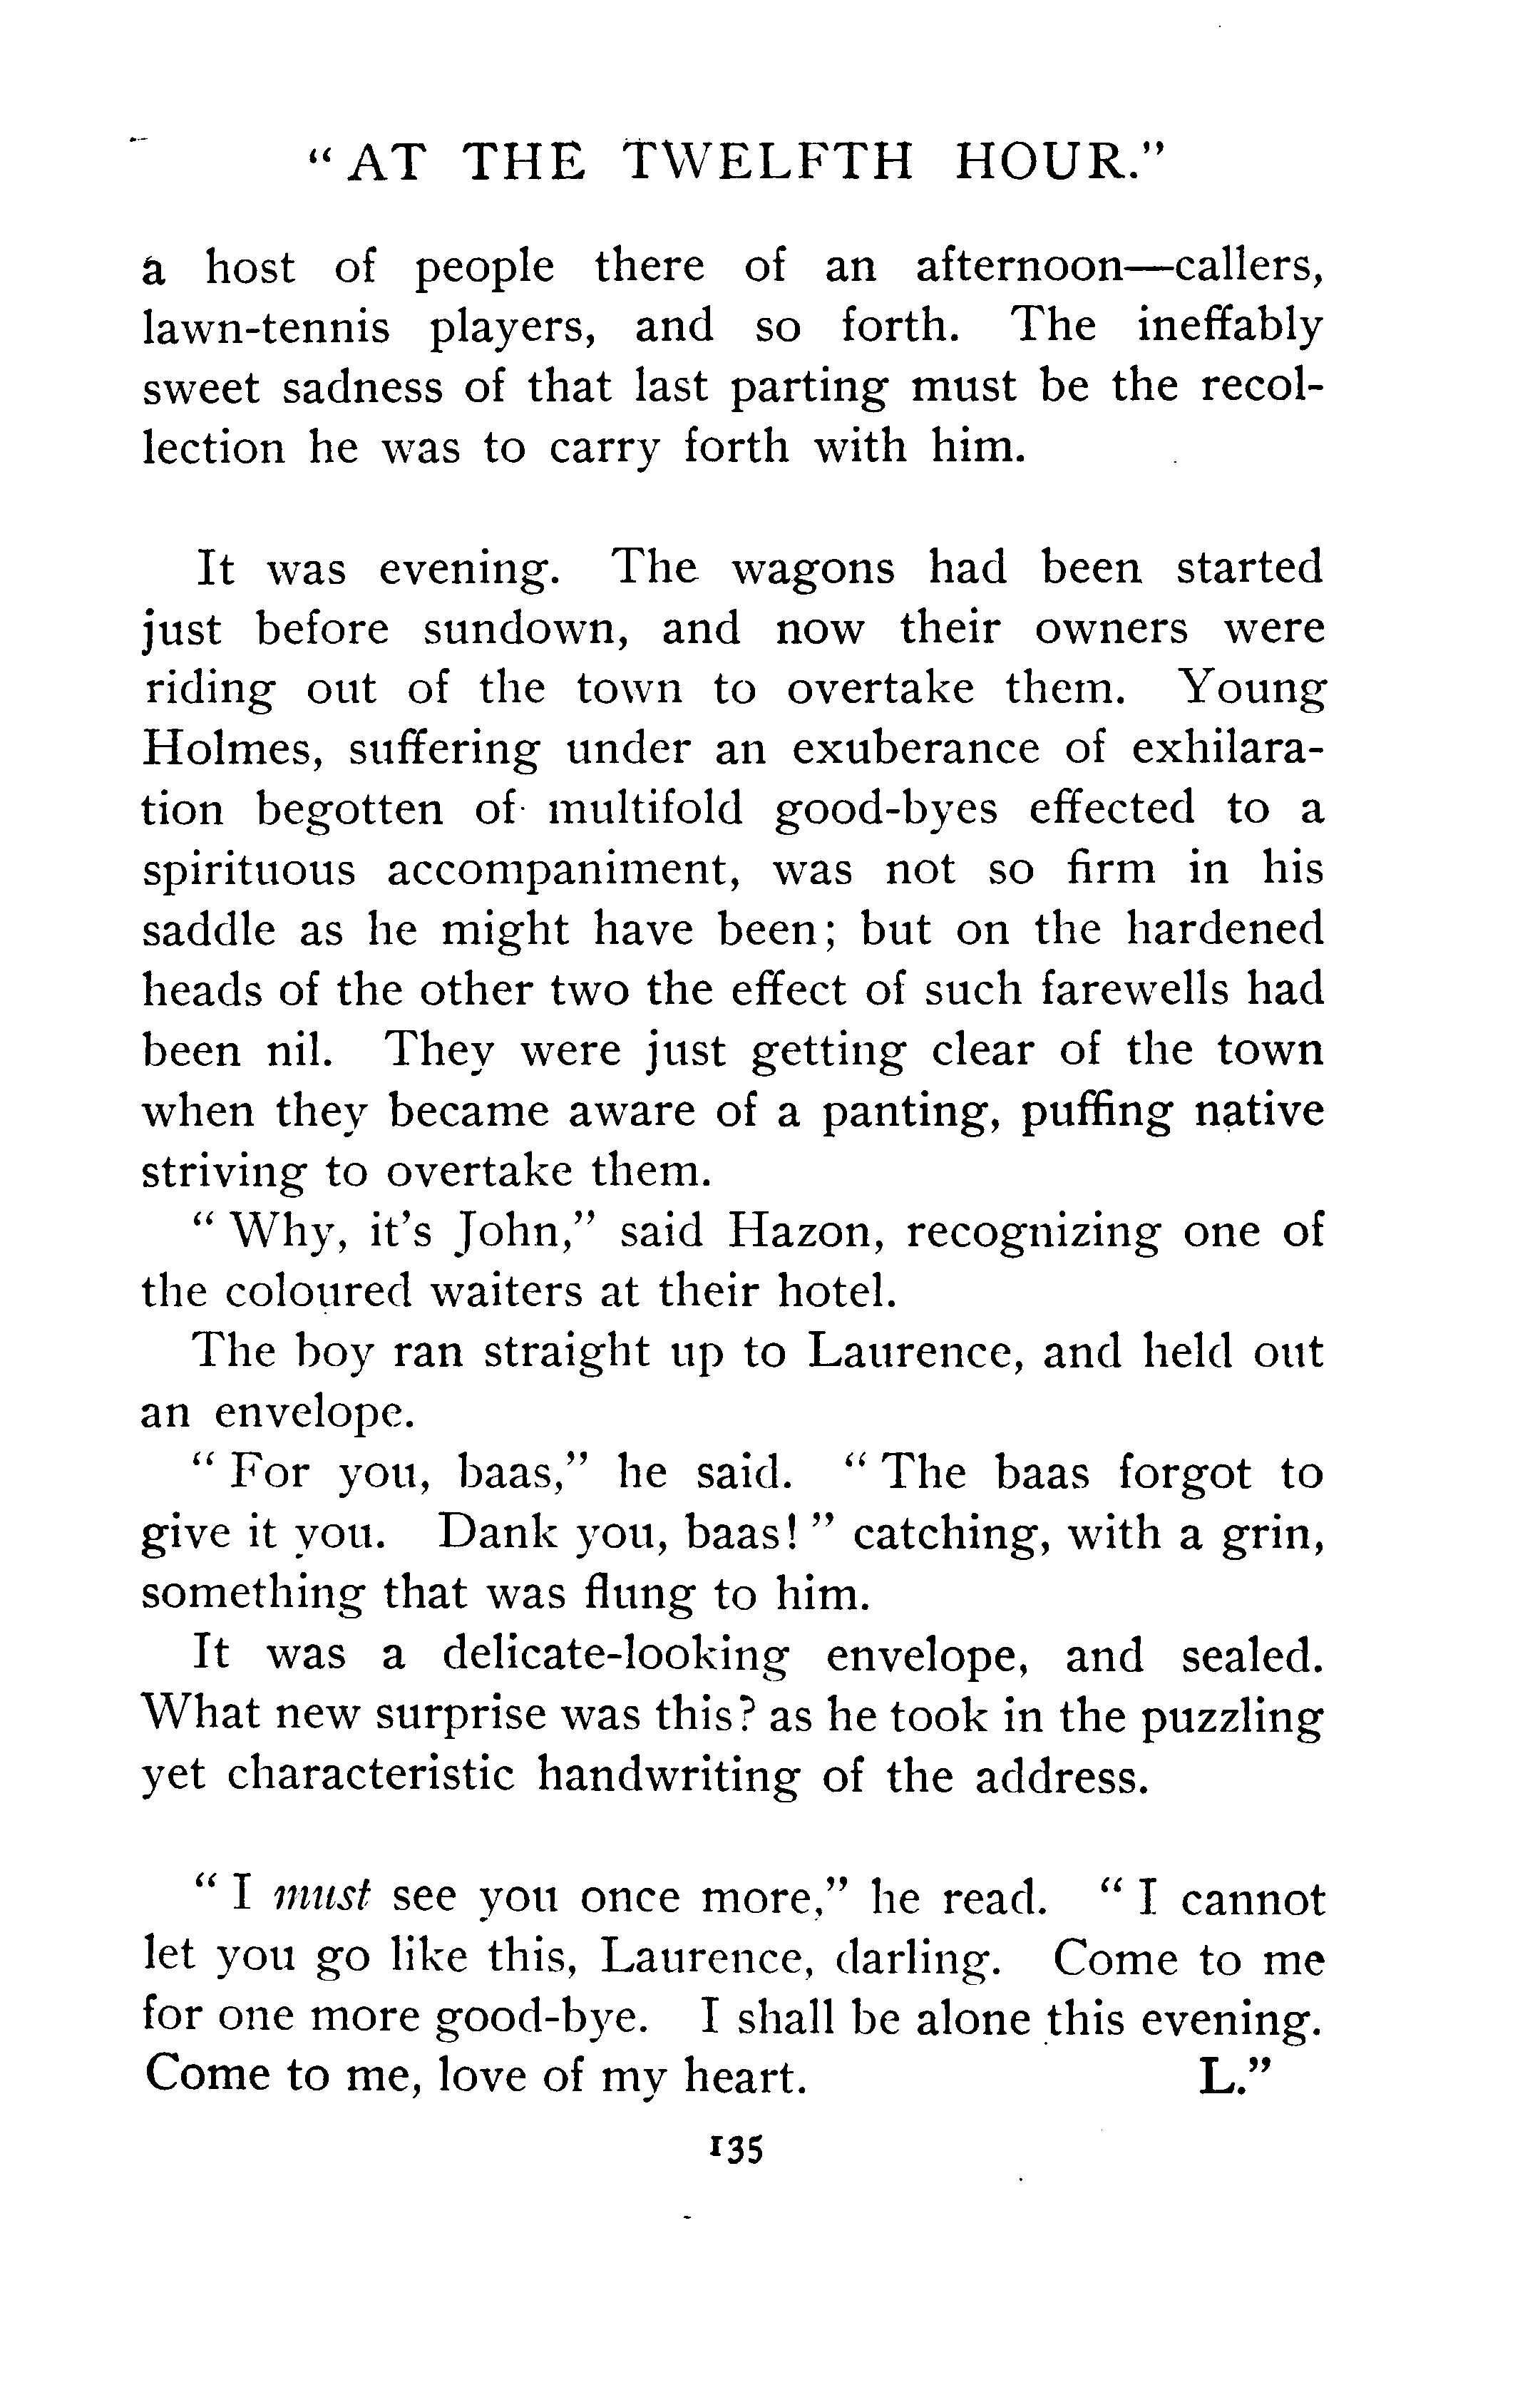 “AT THE TWELFTH HOUR.”
a host of people there of an afternoon—callers,
lawn-tennis players, and so forth. The ineffably
sweet sadness of that last parting must be the recol-
lection he was to carry forth with him.
It was evening. The wagons had been started
just before sundown, and now their owners were
riding out of the town to overtake them. Young
Holmes, suffering under an exuberance of exhilara-
tion begotten of multifold good-byes effected to a
spirituous accompaniment, was not so firm in his
saddle as he might have been; but on the hardened
heads of the other two the effect of such farewells had
been nil. They were just getting clear of the town
when they became aware of a panting, puffing native
striving to overtake them.
“Why, it’s John,” said Hazon, recognizing one of
the coloured waiters at their hotel.
The boy ran straight up to Laurence, and held out
an envelope.
“For you, baas,” he said. “The baas forgot to
give it you. Dank you, baas!” catching, with a grin,
something that was flung to him.
It was a delicate-looking envelope, and sealed.
What new surprise was this? as he took in the puzzling
yet characteristic handwriting of the address.
“I must see you once more,” he read. “I cannot
let you go like this, Laurence, darling. Come to me
for one more good-bye. I shall be alone this evening.
Come to me, love of my heart. L.”
135